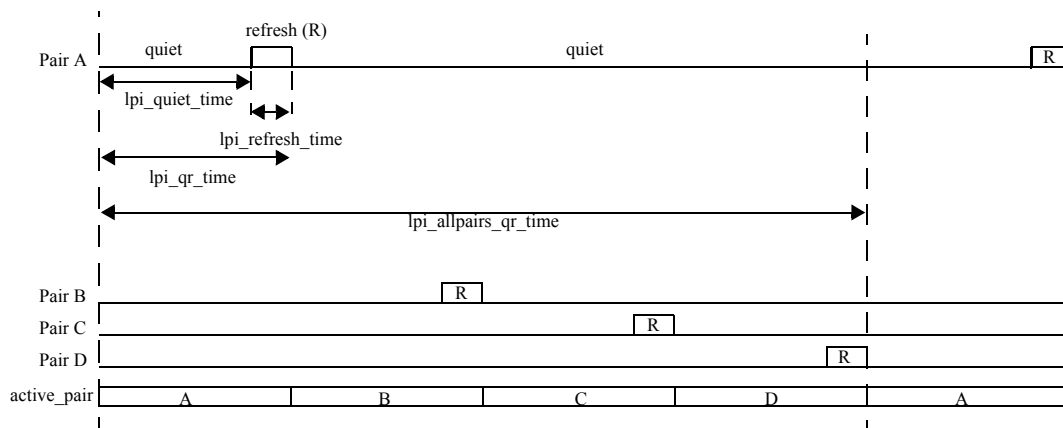 refresh (R)
quiet quiet
Pair A R
lpi_quiet_time
lpi_refresh_time
lpi_qr_time
lpi_allpairs_qr_time
Pair B R
Pair C R
Pair D R
active_pair A B C D A